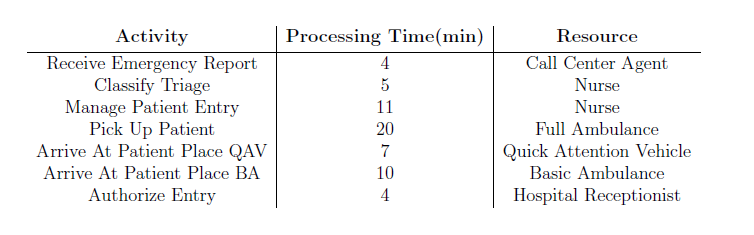 Activity Processing Time(min) Resource
Receive Emergency Report 4 Call Center Agent
Classify Triage 5 Nurse
Manage Patient Entry 11 Nurse
Pick Up Patient 20 Full Ambulance
Arrive At Patient Place QAV 7 Quick Attention Vehicle
Arrive At Patient Place BA 10 Basic Ambulance
Authorize Entry 4 Hospital Receptionist